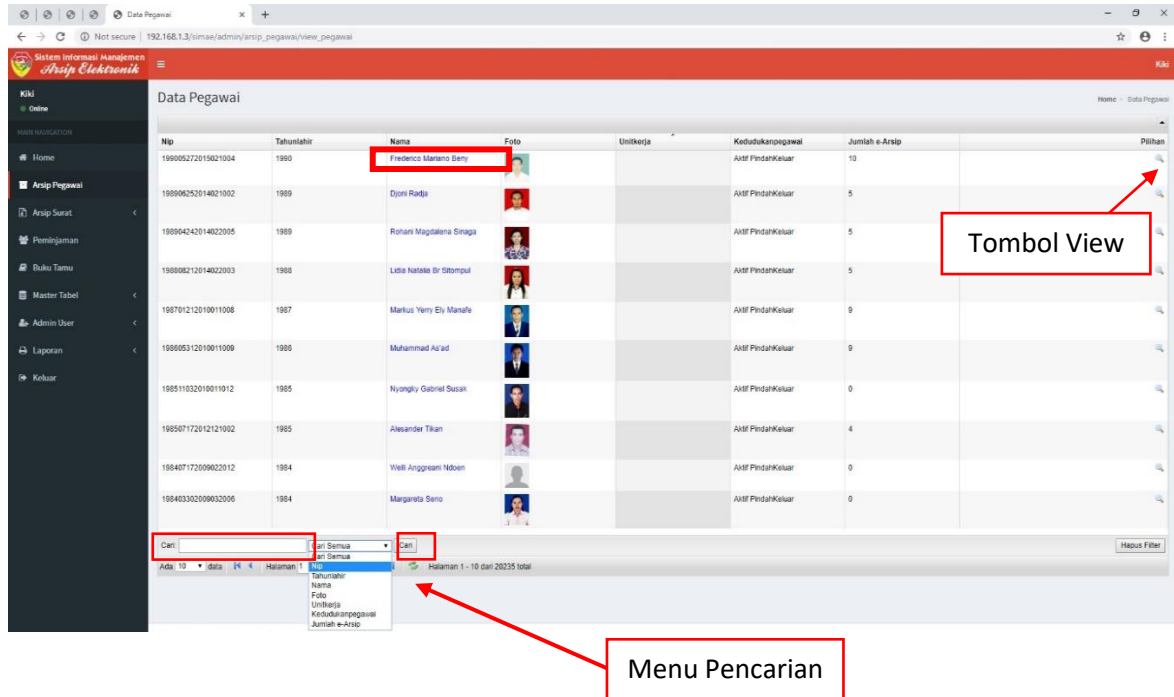 Data Pegawai
Not secure | 192.168.1.3/simae/admin/arsip_pegawai/view_pegawai
Sistem Informasi Manajemen
Arsip Elektronik
Kiki
Kiki
Online
Data Pegawai
Home - Data Pegawai
MAIN NAVIGATION
Home
Arsip Pegawai
Arsip Surat
Peminjaman
Buku Tamu
Master Tabel
Admin User
Laporan
Keluar
Nip Tahunlahir Nama Foto Unitkerja Kedudukanpegawai Jumlah e-Arsip Pilihan
199005272015021004 1990 Frederico Mariano Beny Aktif PindahKeluar 10
198906252014021002 1989 Djoni Radja Aktif PindahKeluar 5
198904242014022005 1989 Rohani Magdalena Sinaga Aktif PindahKeluar 5
198808212014022003 1988 Lidia Natalie Br Sitompul Aktif PindahKeluar 5
198701212010011008 1987 Markus Yerry Ely Manafe Aktif PindahKeluar 9
198605312010011009 1986 Muhammad As'ad Aktif PindahKeluar 9
198511032010011012 1985 Nyongky Gabriel Susak Aktif PindahKeluar 0
198507172012121002 1985 Alesander Tikan Aktif PindahKeluar 4
198407172009022012 1984 Welli Anggreani Ndoen Aktif PindahKeluar 0
198403302009032006 1984 Margareta Seno Aktif PindahKeluar 0
Tombol View
Cari: Cari Semua Cari Hapus Filter
Cari Semua
Ada 10 data Halaman 1 Halaman 1 - 10 dari 20235 total
Nip
Tahunlahir
Nama
Foto
Unitkerja
Kedudukanpegawai
Jumlah e-Arsip
Menu Pencarian